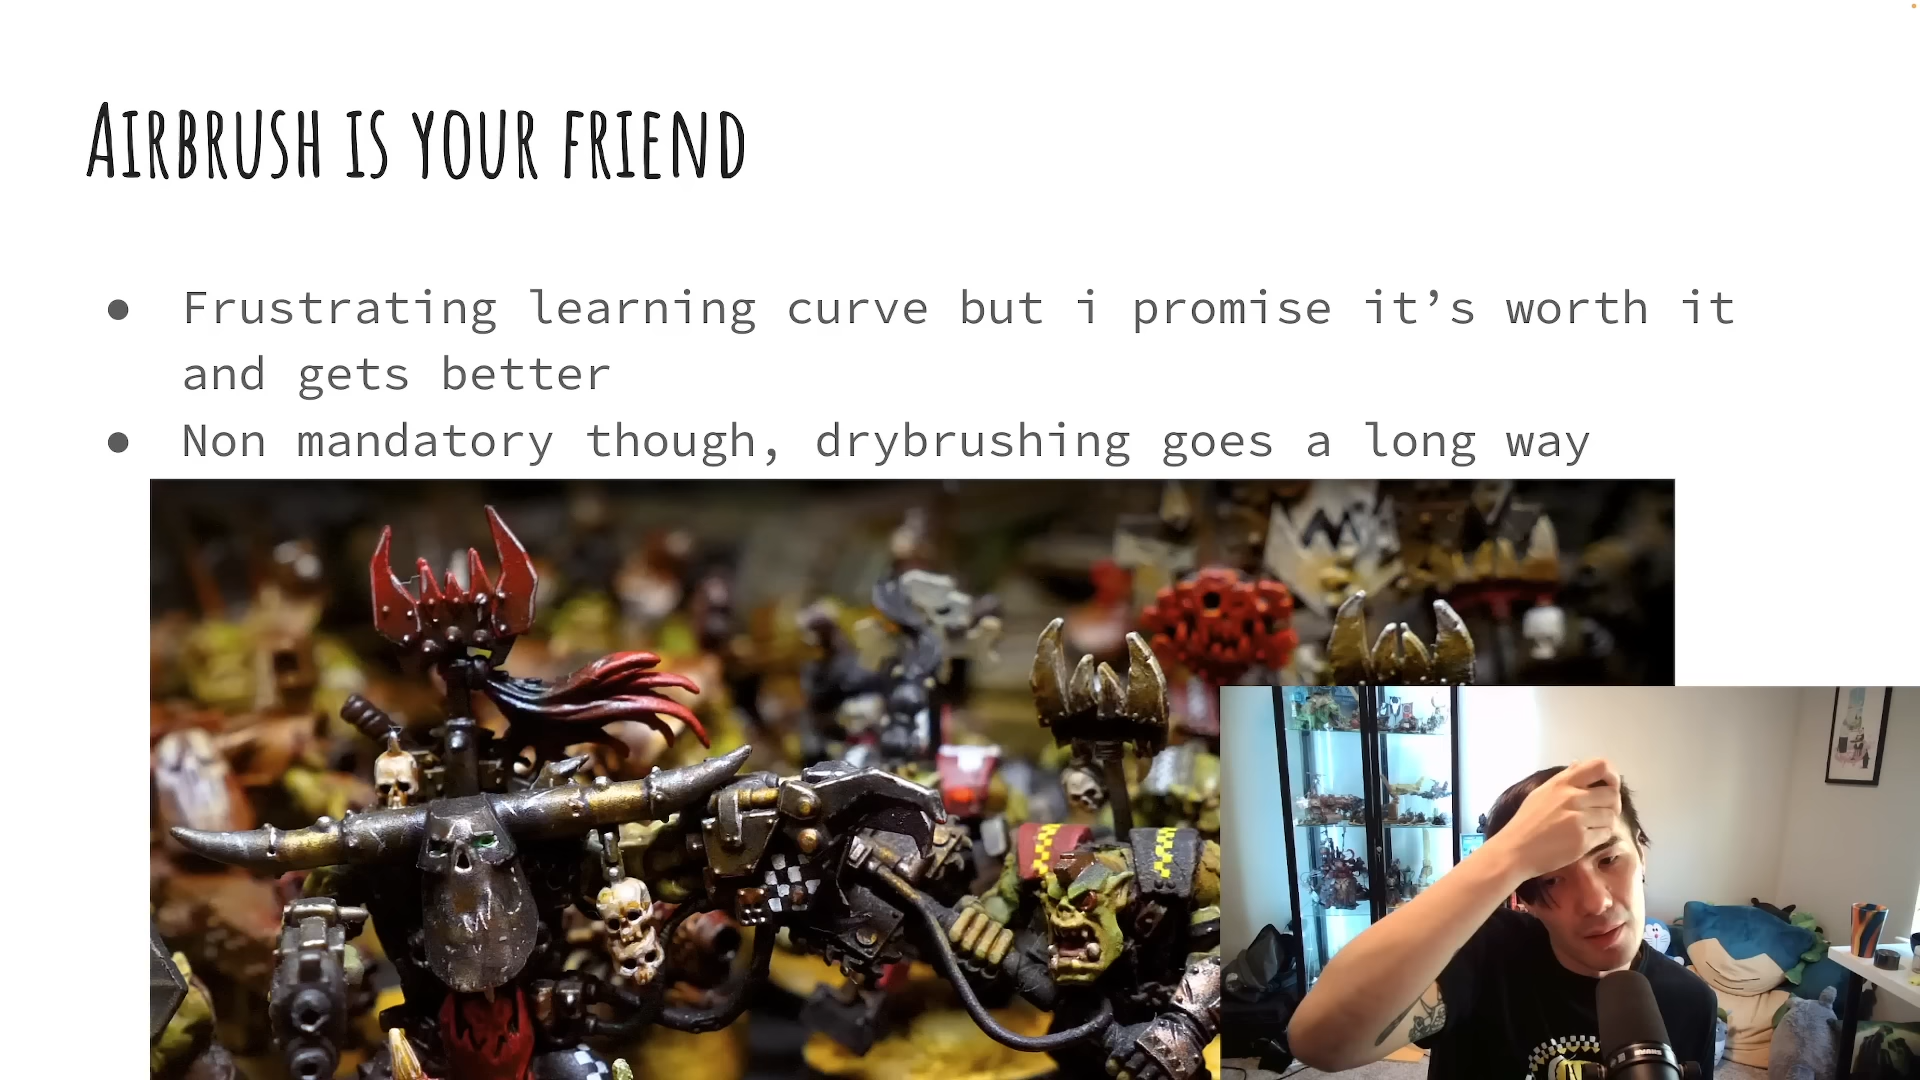 Airbrush is your friend
● Frustrating learning curve but i promise it’s worth it
and gets better
● Non mandatory though, drybrushing goes a long way